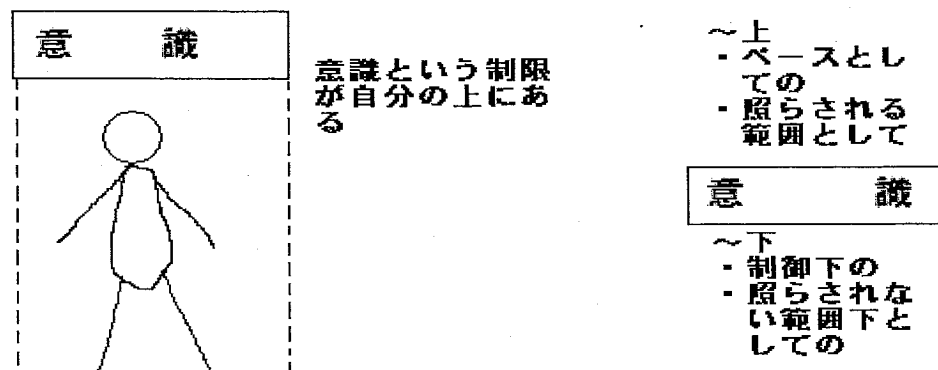 意 識
意識という制限
が自分の上にあ
る
～上
・ベースとし
ての
・照らされる
範囲として
意 識
～下
・制御下の
・照らされな
い範囲下と
しての